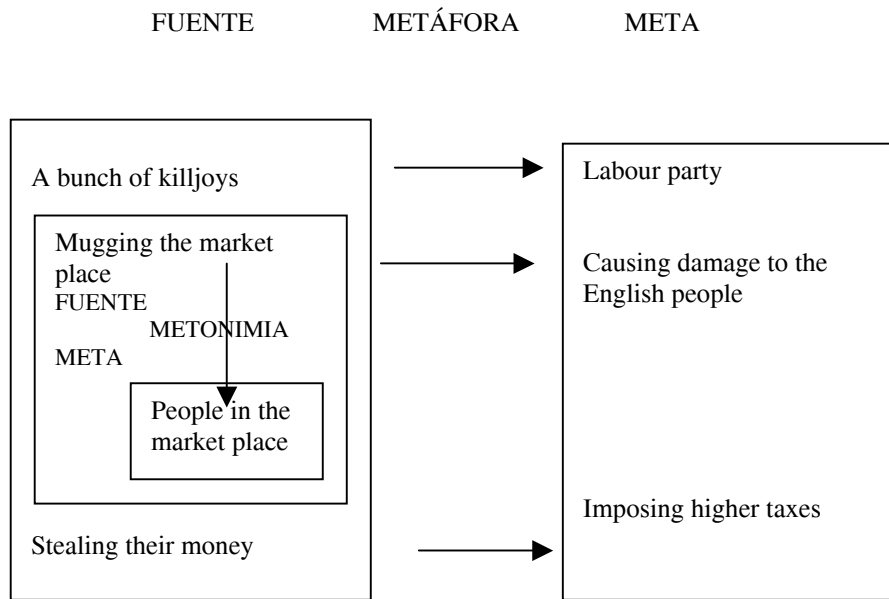 FUENTE METÁFORA META
A bunch of killjoys
Mugging the market
place
FUENTE
METONIMIA
META
People in the
market place
Stealing their money
Labour party
Causing damage to the
English people
Imposing higher taxes